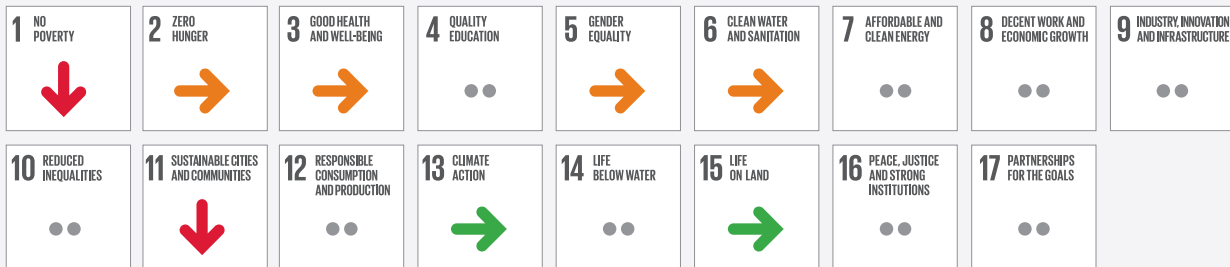 1 NO
POVERTY
2 ZERO
HUNGER
3 GOOD HEALTH
AND WELL-BEING
4 QUALITY
EDUCATION
5 GENDER
EQUALITY
6 CLEAN WATER
AND SANITATION
7 AFFORDABLE AND
CLEAN ENERGY
8 DECENT WORK AND
ECONOMIC GROWTH
9 INDUSTRY, INNOVATION
AND INFRASTRUCTURE
10 REDUCED
INEQUALITIES
11 SUSTAINABLE CITIES
AND COMMUNITIES
12 RESPONSIBLE
CONSUMPTION
AND PRODUCTION
13 CLIMATE
ACTION
14 LIFE
BELOW WATER
15 LIFE
ON LAND
16 PEACE, JUSTICE
AND STRONG
INSTITUTIONS
17 PARTNERSHIPS
FOR THE GOALS